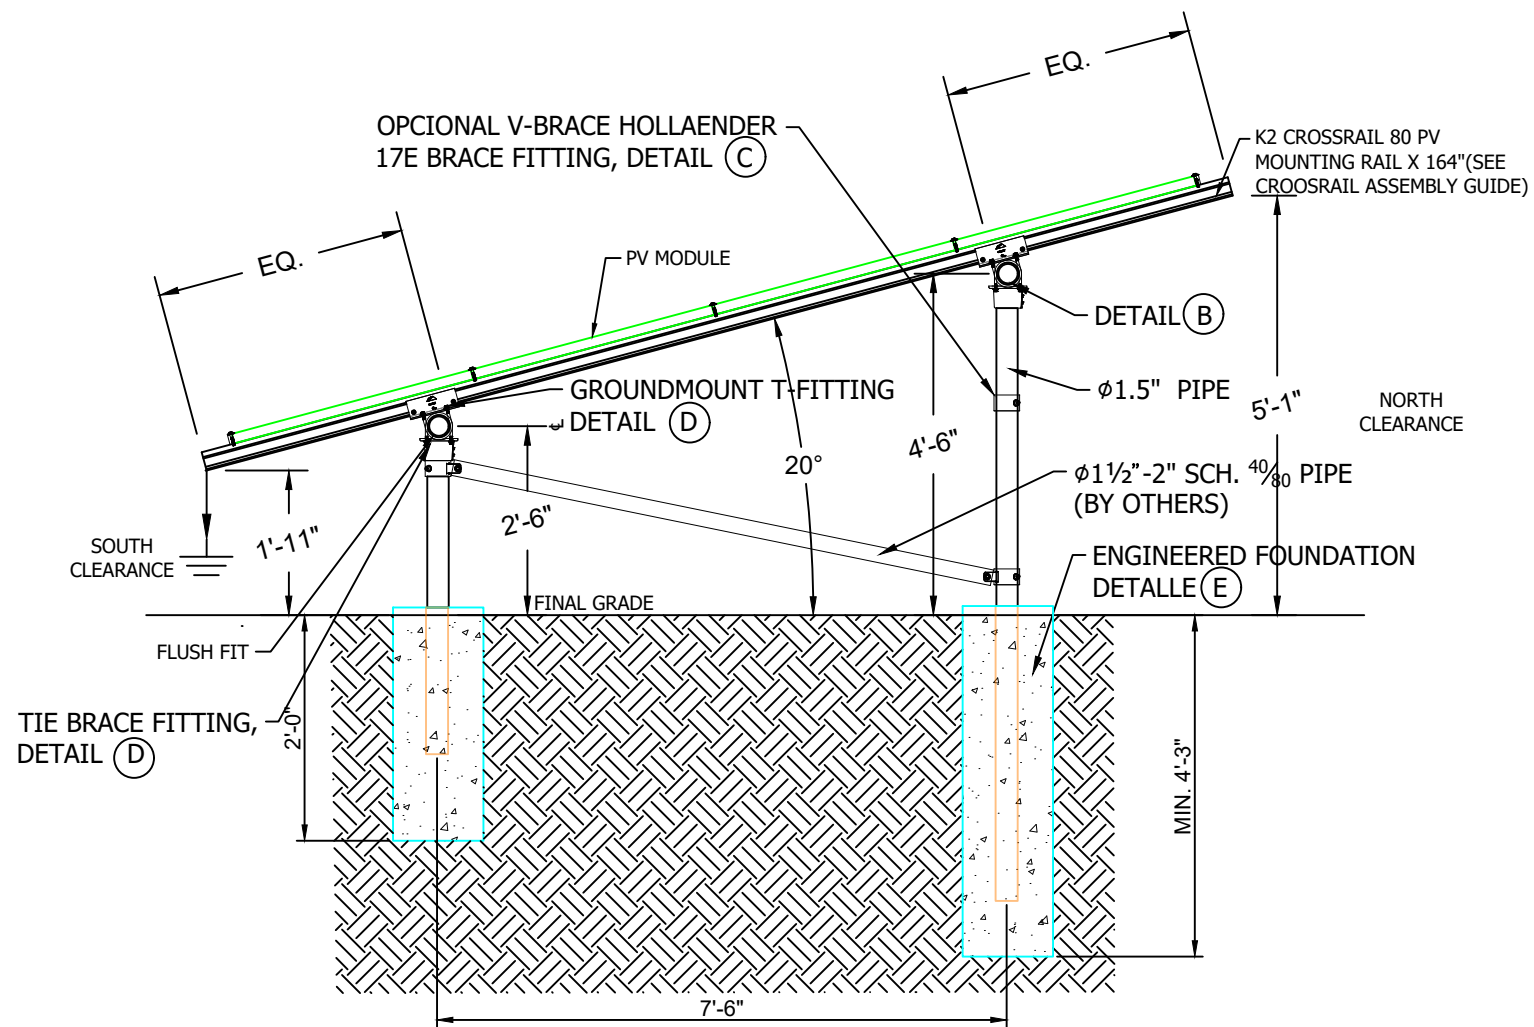 EQ.
OPCIONAL V-BRACE HOLLAENDER
17E BRACE FITTING, DETAIL C
K2 CROSSRAIL 80 PV
MOUNTING RAIL X 164"(SEE
CROOSRAIL ASSEMBLY GUIDE)
EQ.
PV MODULE
DETAIL B
GROUNDMOUNT T-FITTING
DETAIL D
℄
Ø1.5" PIPE
5'-1"
NORTH
CLEARANCE
4'-6"
20°
Ø1½"-2" SCH. 40/80 PIPE
(BY OTHERS)
2'-6"
1'-11"
SOUTH
CLEARANCE
ENGINEERED FOUNDATION
DETALLE E
FINAL GRADE
FLUSH FIT
TIE BRACE FITTING,
DETAIL D
2'-0"
MIN. 4'-3"
7'-6"